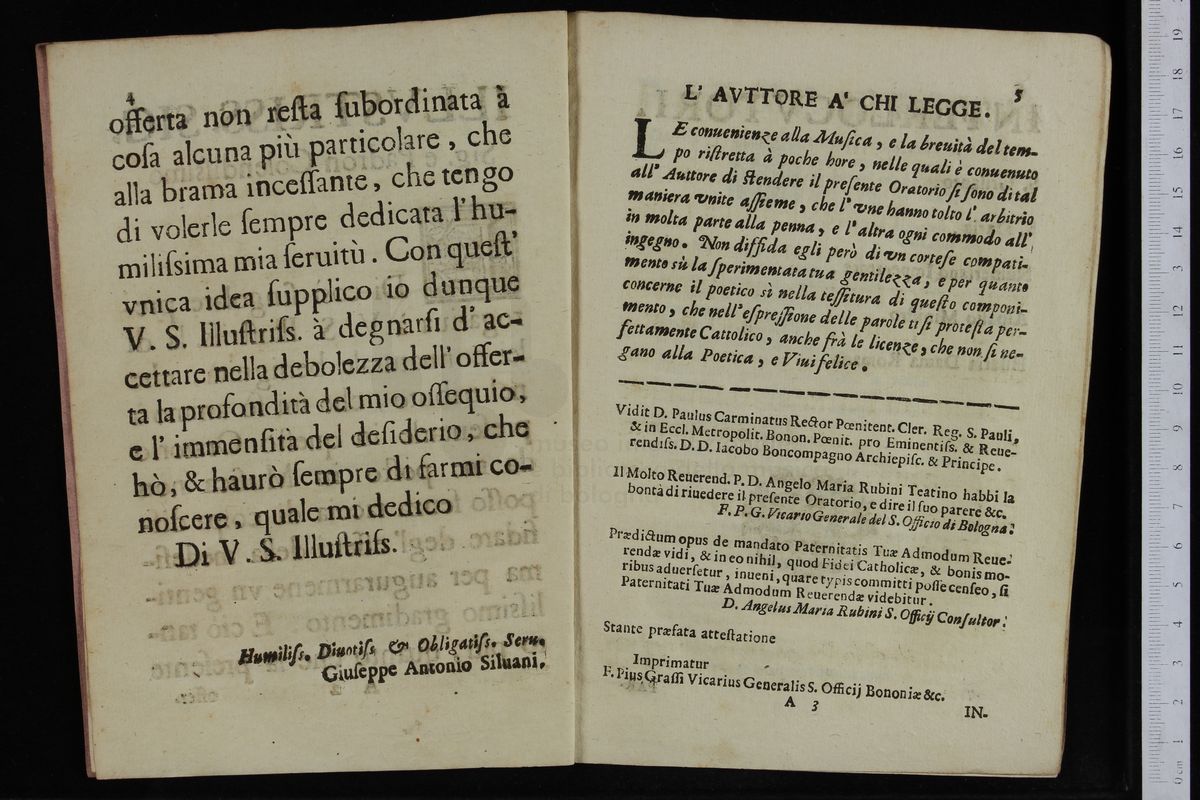 4
offerta non resta subordinata à
cosa alcuna più particolare, che
alla brama incessante, che tengo
di volerle sempre dedicata l'hu-
milissima mia seruitù. Con quest'
vnica idea supplico io dunque
V. S. Illustriss. à degnarsi d'ac-
cettare nella debolezza dell'offer-
ta la profondità del mio ossequio,
e l'immensità del desiderio, che
hò, & haurò sempre di farmi co-
noscere, quale mi dedico
Di V. S. Illustriss.
Humiliss. Diuotiss. & Obligatiss. Seru.
Giuseppe Antonio Siluani.
5
L' AVTTORE A' CHI LEGGE.
LE conuenienze alla Musica, e la breuità del tem-
po ristretta à poche hore, nelle quali è conuenuto
all' Auttore di stendere il presente Oratorio si sono di tal
maniera vnite assieme, che l' vne hanno tolto l' arbitrio
in molta parte alla penna, e l' altra ogni commodo all'
ingegno. Non diffida egli però di vn cortese compati-
mento sù la sperimentata tua gentilezza, e per quanto
concerne il poetico sì nella tessitura di questo componi-
mento, che nell' espressione delle parole ti si protesta per-
fettamente Cattolico, anche frà le licenze, che non si ne-
gano alla Poetica, e Viui felice.
Vidit D. Paulus Carminatus Rector Pœnitent. Cler. Reg. S. Pauli,
& in Eccl. Metropolit. Bonon. Pœnit. pro Eminentiss. & Reue-
rendiss. D. D. Iacobo Boncompagno Archiepisc. & Principe.
Il Molto Reuerend. P. D. Angelo Maria Rubini Teatino habbi la
bontà di riuedere il presente Oratorio, e dire il suo parere &c.
F. P. G. Vicario Generale del S. Officio di Bologna.
Prædictum opus de mandato Paternitatis Tuæ Admodum Reue-
rendæ vidi, & in eo nihil, quod Fidei Catholicæ, & bonis mo-
ribus aduersetur, inueni, quare typis committi posse censeo, si
Paternitati Tuæ Admodum Reuerendæ videbitur.
D. Angelus Maria Rubini S. Officij Consultor.
Stante præfata attestatione
Imprimatur
F. Pius Grassi Vicarius Generalis S. Officij Bononiæ &c.
A 3
IN-